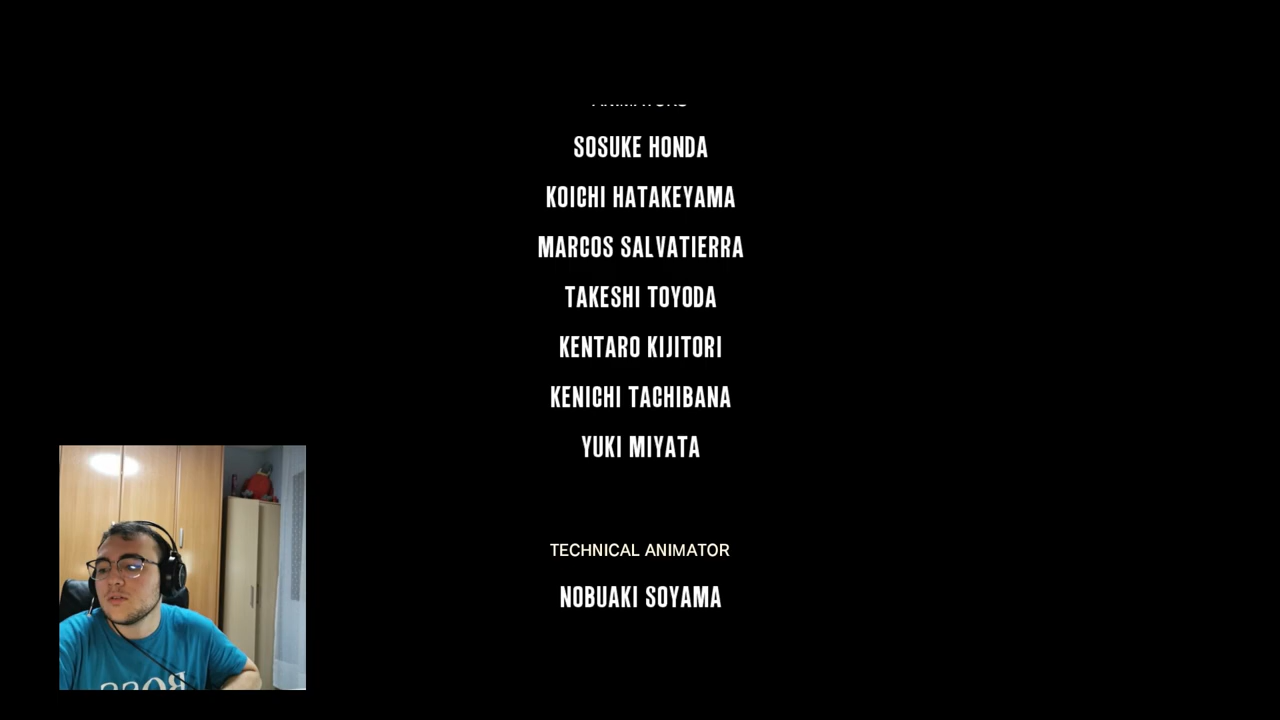 SOSUKE HONDA
KOICHI HATAKEYAMA
MARCOS SALVATIERRA
TAKESHI TOYODA
KENTARO KIJITORI
KENICHI TACHIBANA
YUKI MIYATA
TECHNICAL ANIMATOR
NOBUAKI SOYAMA